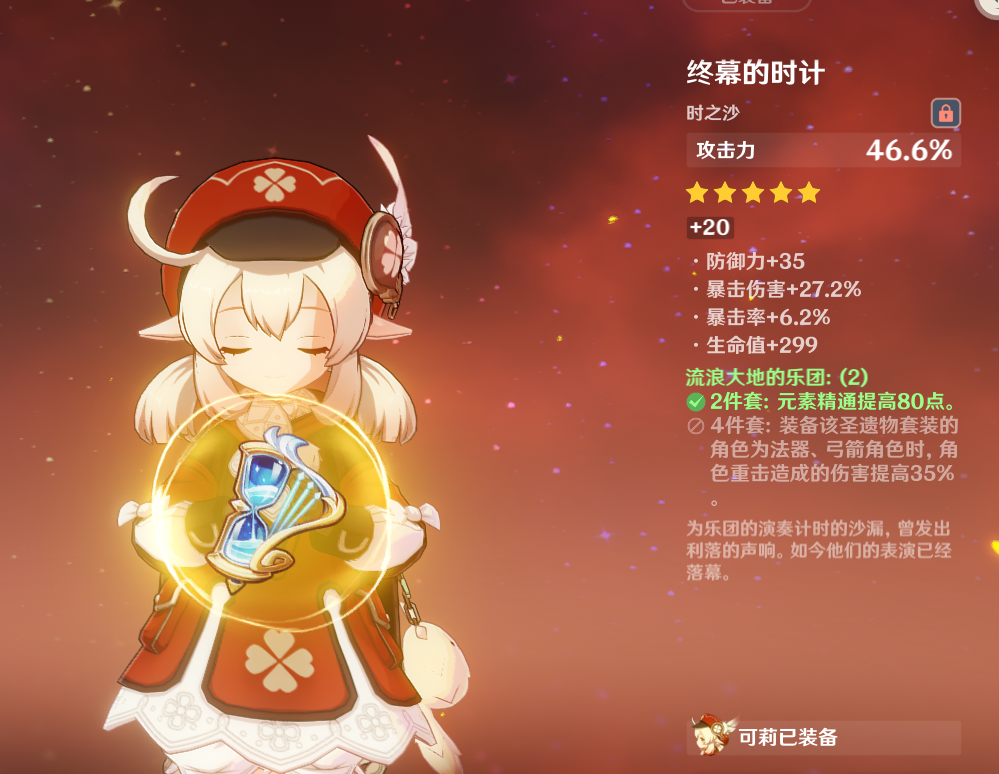 终幕的时计
时之沙
攻击力 46.6%
+20
·防御力+35
·暴击伤害+27.2%
·暴击率+6.2%
·生命值+299
流浪大地的乐团: (2)
2件套: 元素精通提高80点。
4件套: 装备该圣遗物套装的
角色为法器、弓箭角色时, 角
色重击造成的伤害提高35%
。
为乐团的演奏计时的沙漏, 曾发出
利落的声响。如今他们的表演已经
落幕。
可莉已装备